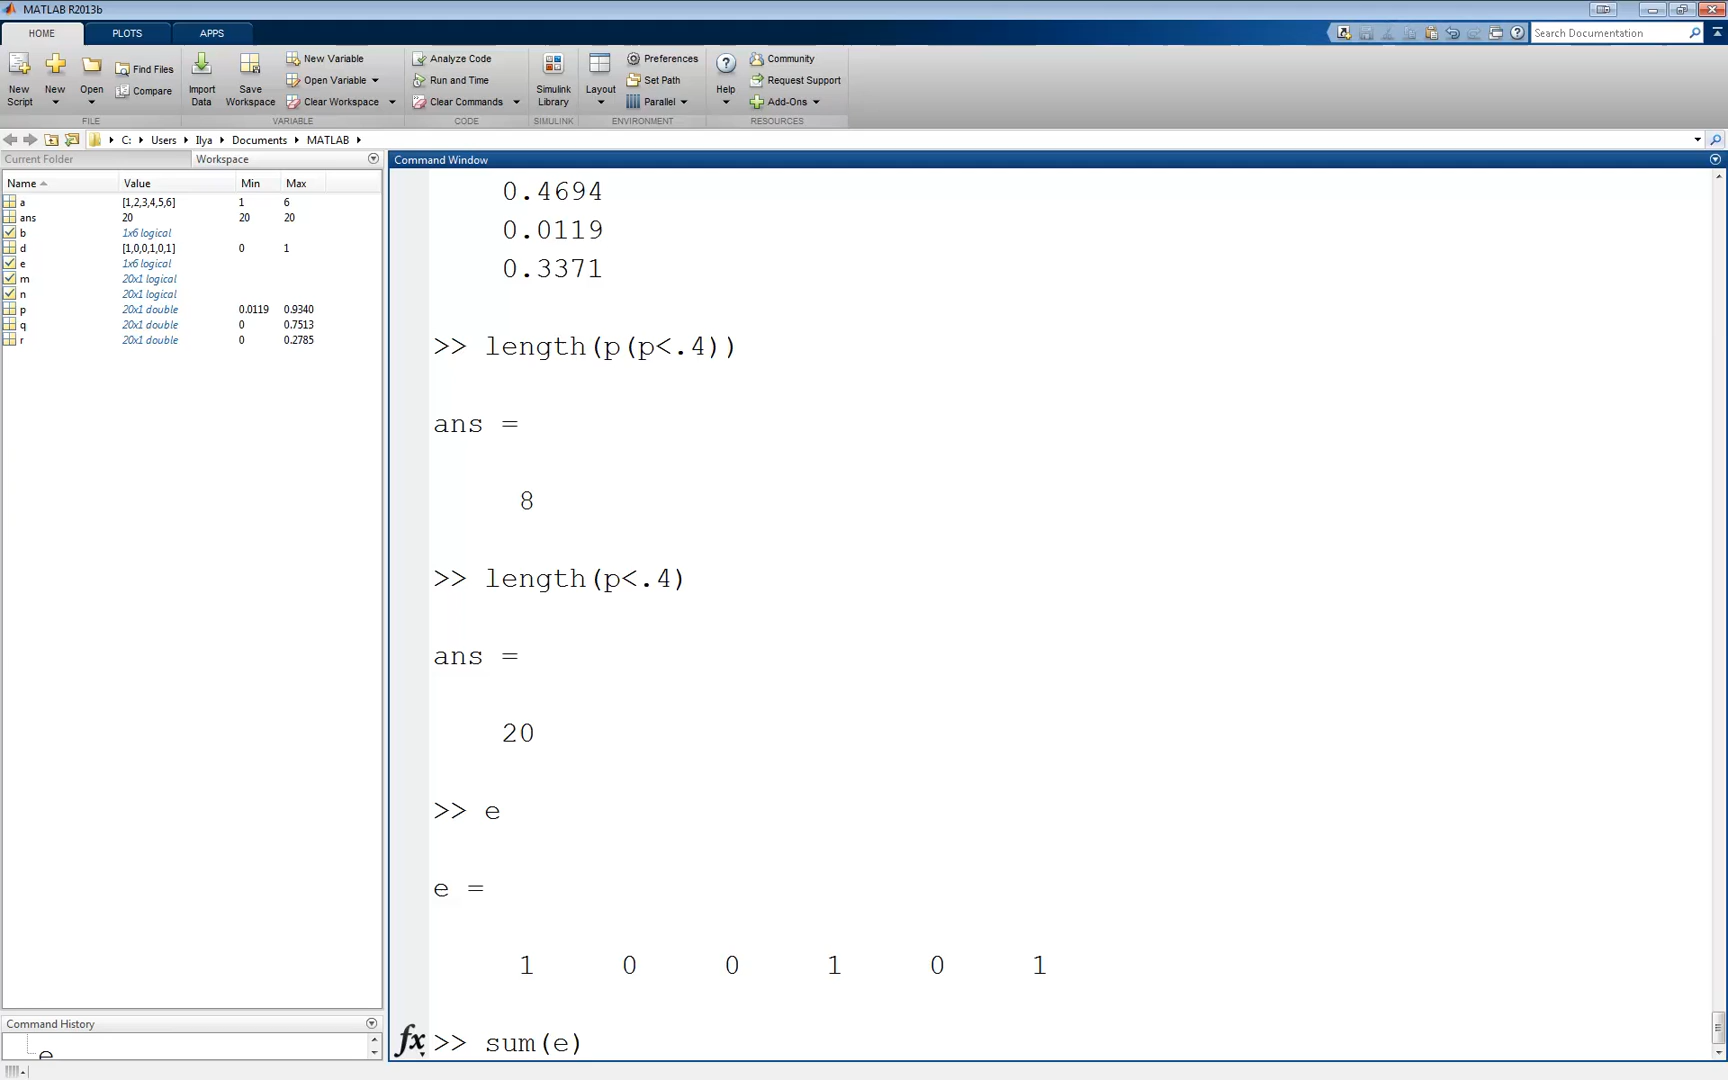 MATLAB R2013b
HOME PLOTS APPS
Search Documentation
New Script
New
Open
Find Files
Compare
FILE
Import Data
Save Workspace
New Variable
Open Variable
Clear Workspace
VARIABLE
Analyze Code
Run and Time
Clear Commands
CODE
Simulink Library
SIMULINK
Layout
Preferences
Set Path
Parallel
ENVIRONMENT
Help
Community
Request Support
Add-Ons
RESOURCES
C: Users Ilya Documents MATLAB
Current Folder Workspace
Name Value Min Max
a [1,2,3,4,5,6] 1 6
ans 20 20 20
b 1x6 logical
d [1,0,0,1,0,1] 0 1
e 1x6 logical
m 20x1 logical
n 20x1 logical
p 20x1 double 0.0119 0.9340
q 20x1 double 0 0.7513
r 20x1 double 0 0.2785
Command History
e
Command Window
0.4694
0.0119
0.3371
>> length(p(p<.4))
ans =
8
>> length(p<.4)
ans =
20
>> e
e =
1 0 0 1 0 1
fx >> sum(e)